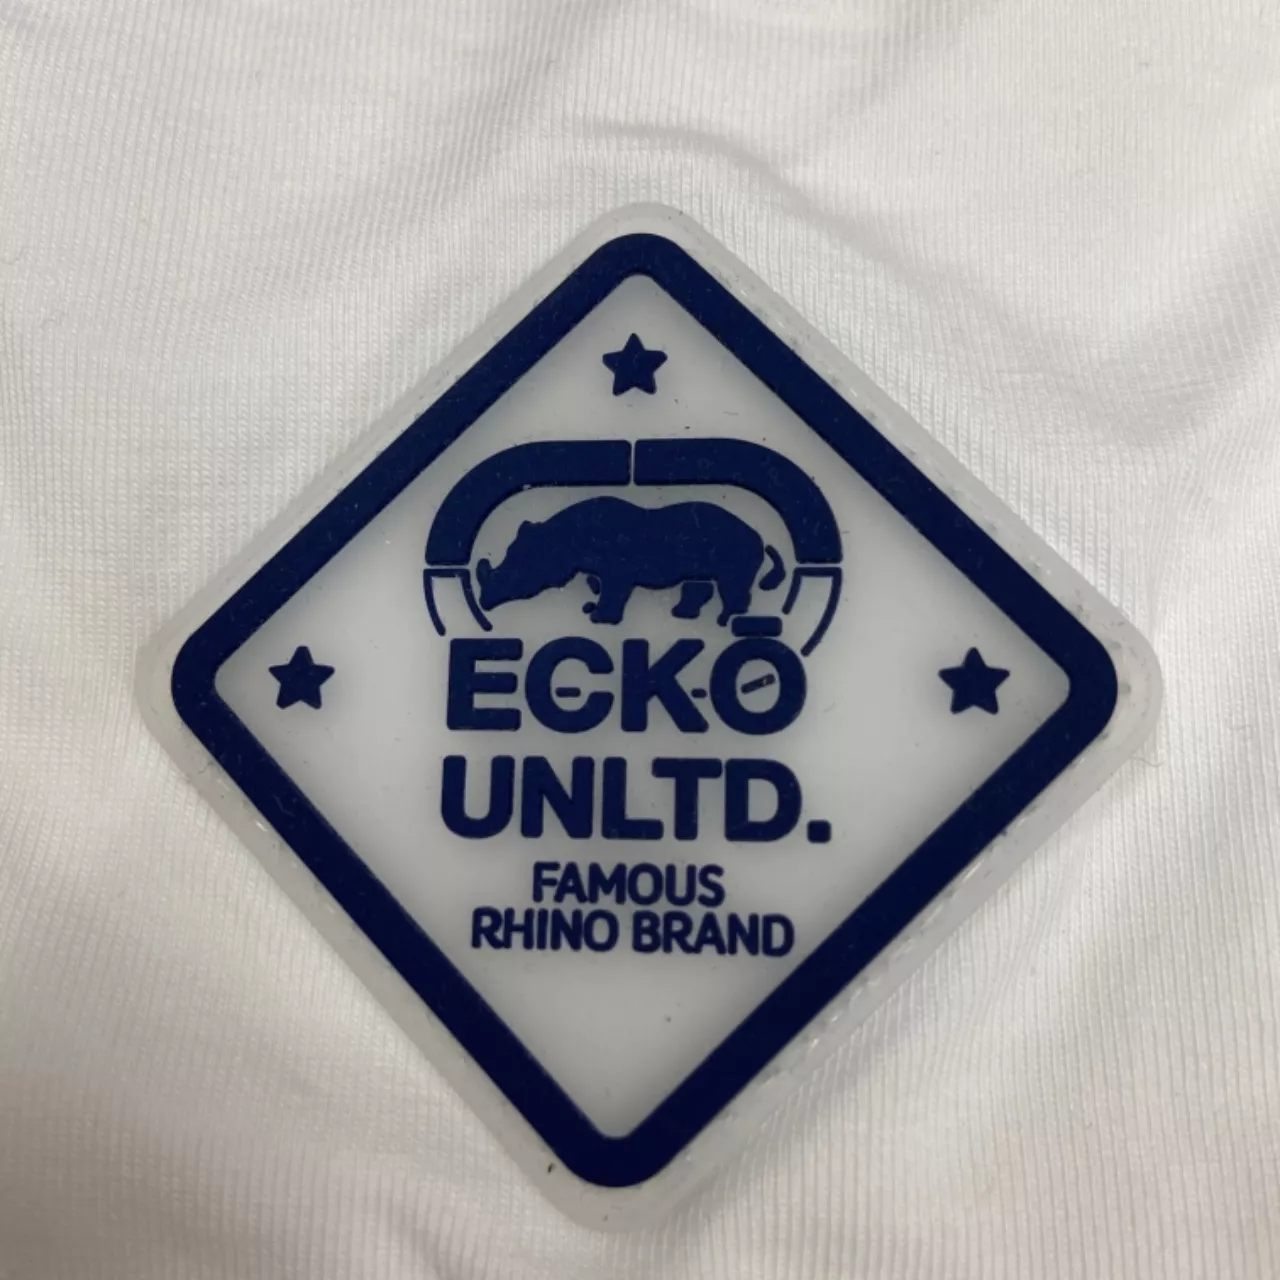 ECKŌ
UNLTD.
FAMOUS
RHINO BRAND